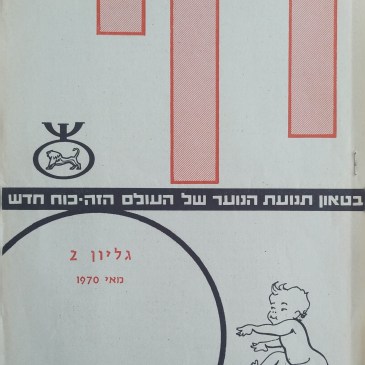 בטאון תנועת הנוער של העולם הזה-כוח חדש
גליון 2
מאי 1970